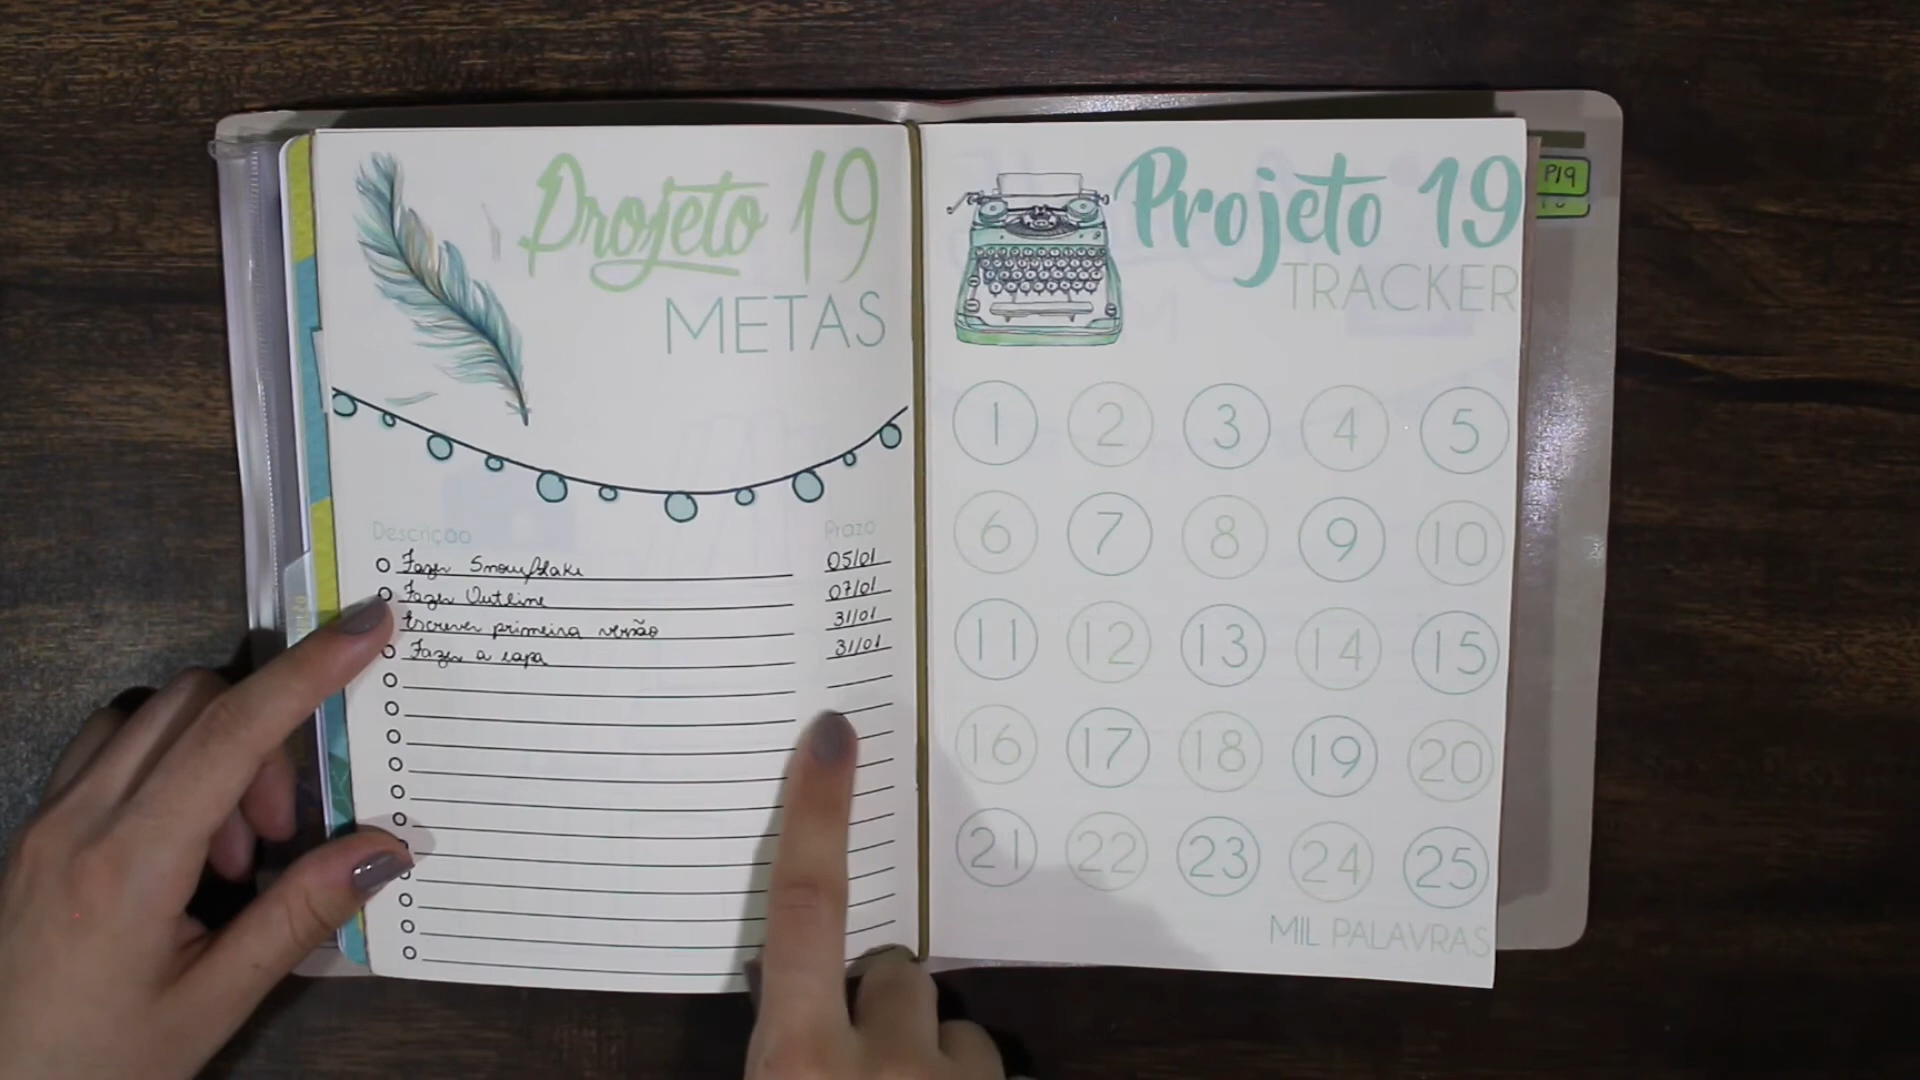 Projeto 19
METAS
Descrição Prazo
Fazer Snowflake 05/01
Fazer Outline 07/01
Escrever primeira versão 31/01
Fazer a capa 31/01
Projeto 19
TRACKER
1 2 3 4 5
6 7 8 9 10
11 12 13 14 15
16 17 18 19 20
21 22 23 24 25
MIL PALAVRAS
P19